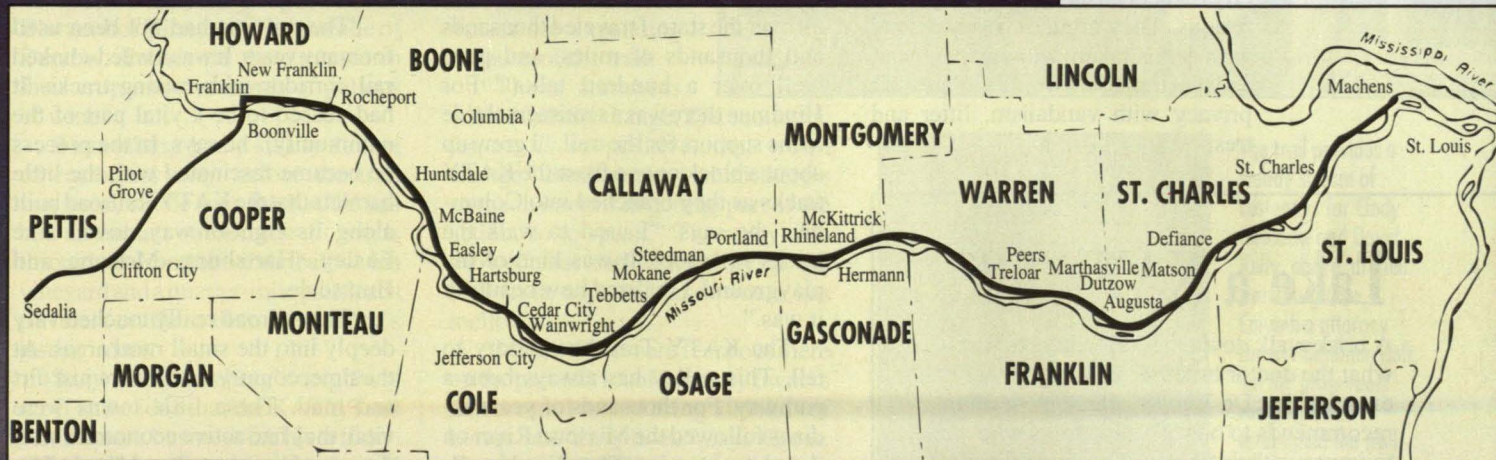 HOWARD
BOONE
New Franklin
Franklin
Rocheport
Boonville
Columbia
LINCOLN
Mississippi River
Machens
MONTGOMERY
St. Louis
Pilot
Grove
Huntsdale
CALLAWAY
WARREN
ST. CHARLES
St. Charles
PETTIS
COOPER
McBaine
McKittrick
Rhineland
Portland
Defiance
ST. LOUIS
Easley
Steedman
Clifton City
Hartsburg
Mokane
Hermann
Peers
Treloar
Marthasville
Matson
Dutzow
Augusta
Tebbetts
Missouri River
Sedalia
MONITEAU
Cedar City
Wainwright
Jefferson City
GASCONADE
MORGAN
OSAGE
FRANKLIN
COLE
JEFFERSON
BENTON